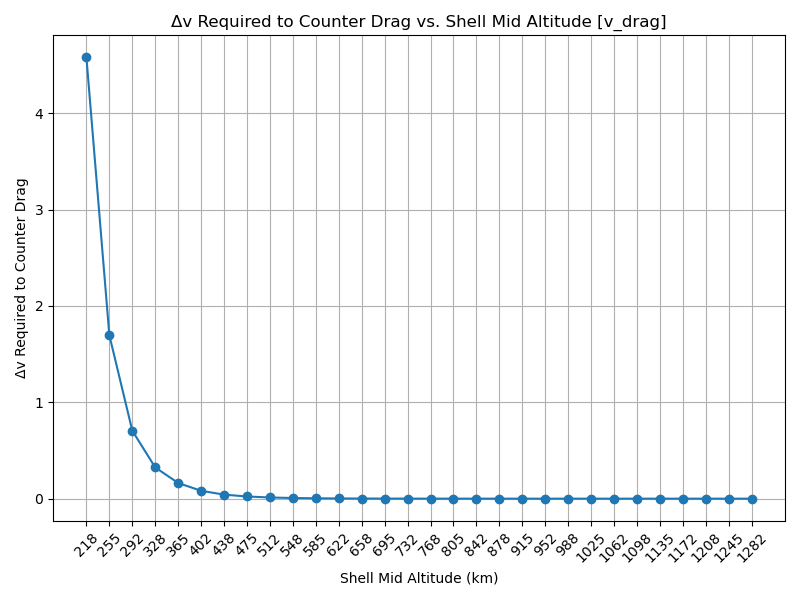 Δv Required to Counter Drag vs. Shell Mid Altitude [v_drag]
Δv Required to Counter Drag
4
3
2
1
0
218 255 292 328 365 402 438 475 512 548 585 622 658 695 732 768 805 842 878 915 952 988 1025 1062 1098 1135 1172 1208 1245 1282
Shell Mid Altitude (km)